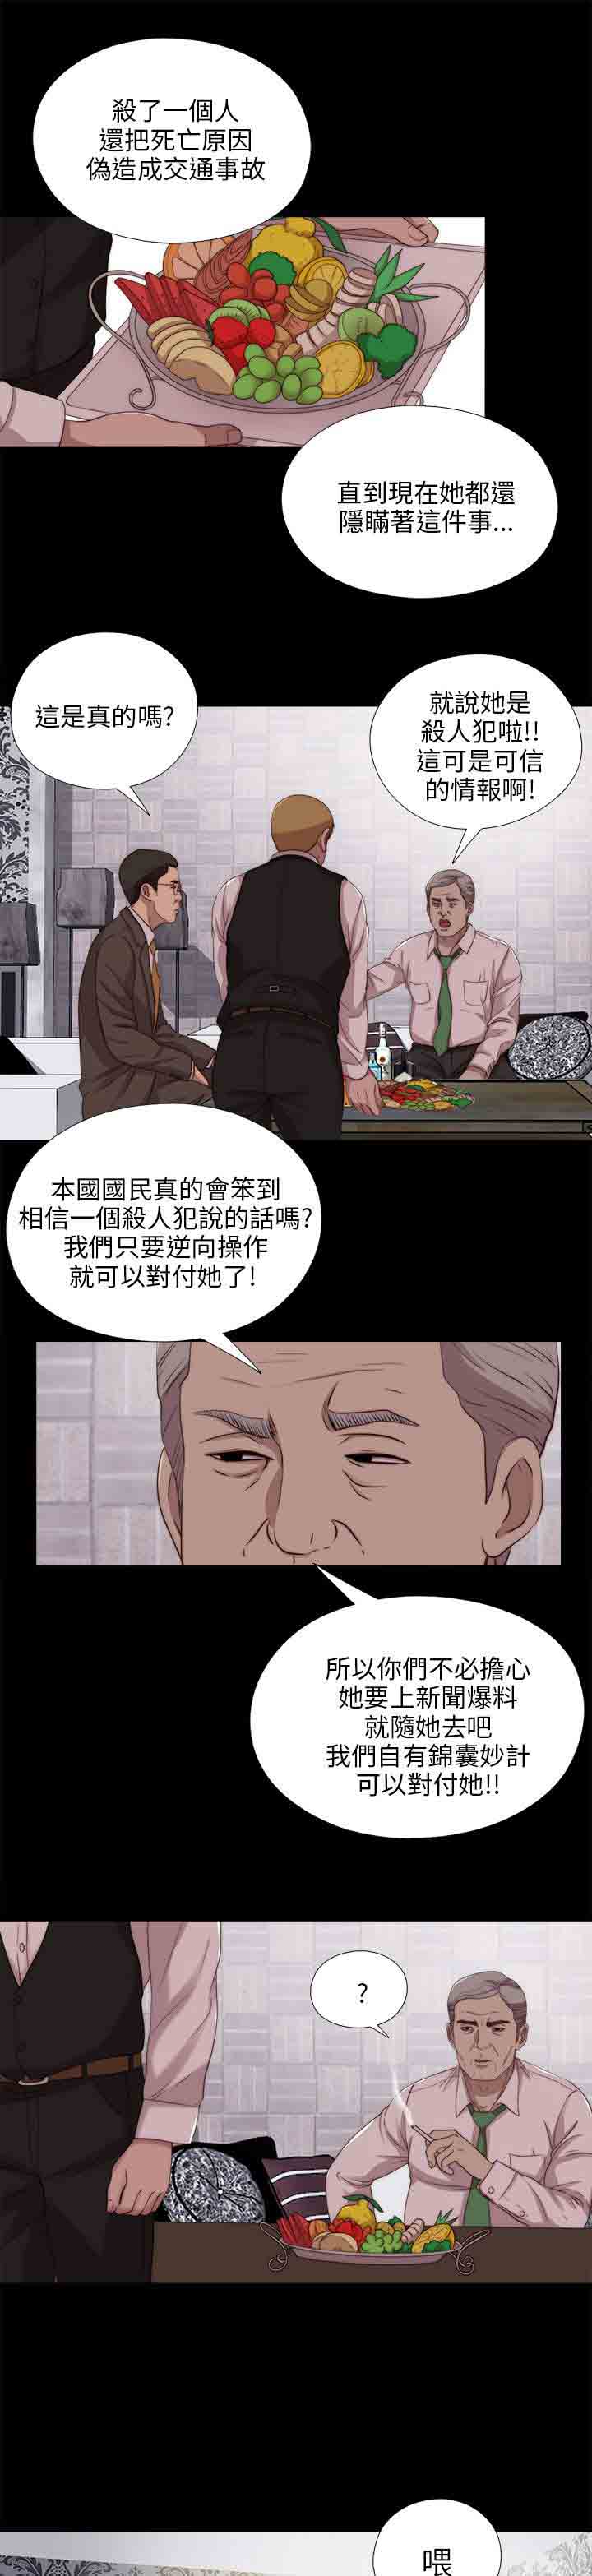 殺了一個人
還把死亡原因
偽造成交通事故
直到現在她都還
隱瞞著這件事...
這是真的嗎?
就說她是
殺人犯啦!!
這可是可信
的情報啊!
本國國民真的會笨到
相信一個殺人犯說的話嗎?
我們只要逆向操作
就可以對付她了!
所以你們不必擔心
她要上新聞爆料
就隨她去吧
我們自有錦囊妙計
可以對付她!!
?
喂